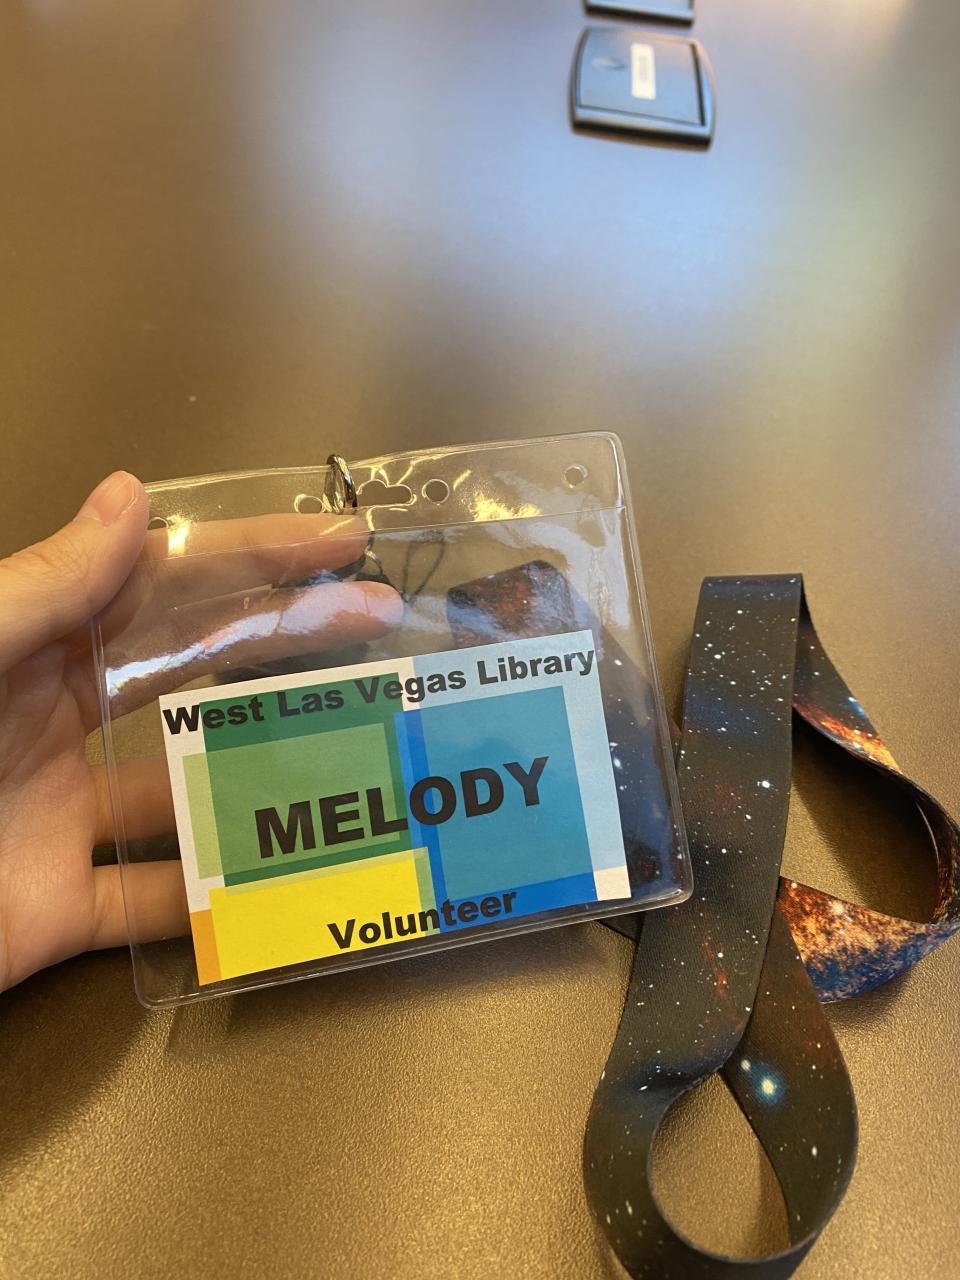 West Las Vegas Library
MELODY
Volunteer